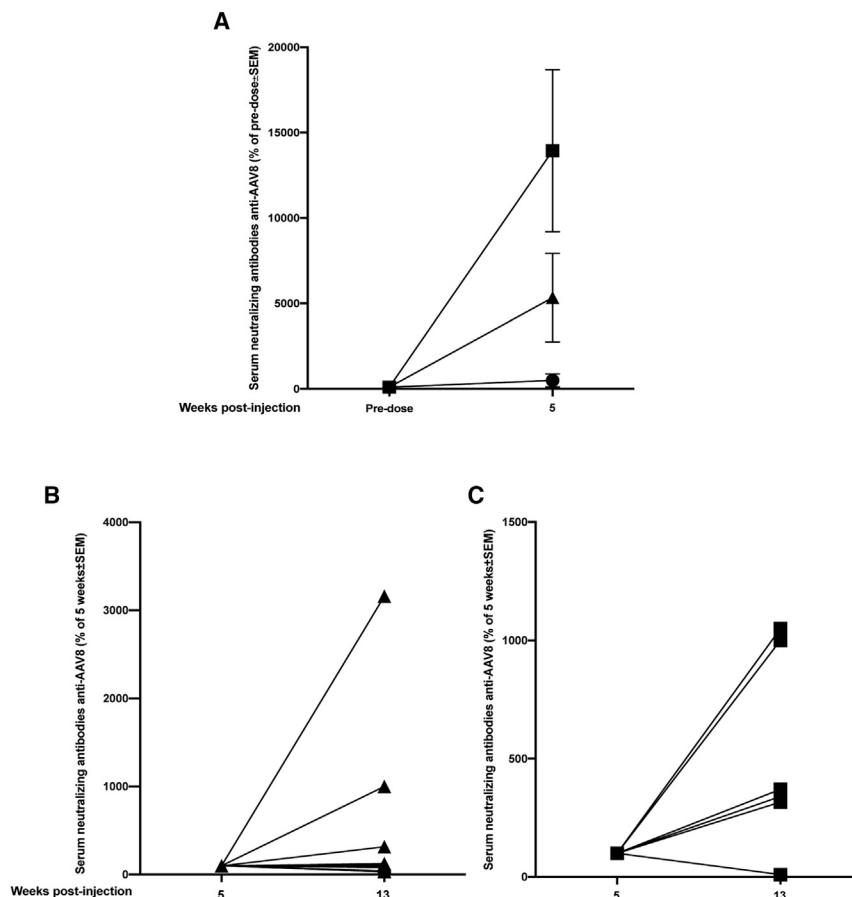 A
Serum neutralizing antibodies anti-AAV8 (% of pre-dose±SEM)
20000
15000
10000
5000
0
Weeks post-injection
Pre-dose
5
B
Serum neutralizing antibodies anti-AAV8 (% of 5 weeks±SEM)
4000
3000
2000
1000
0
Weeks post-injection
5
13
C
Serum neutralizing antibodies anti-AAV8 (% of 5 weeks±SEM)
1500
1000
500
0
5
13